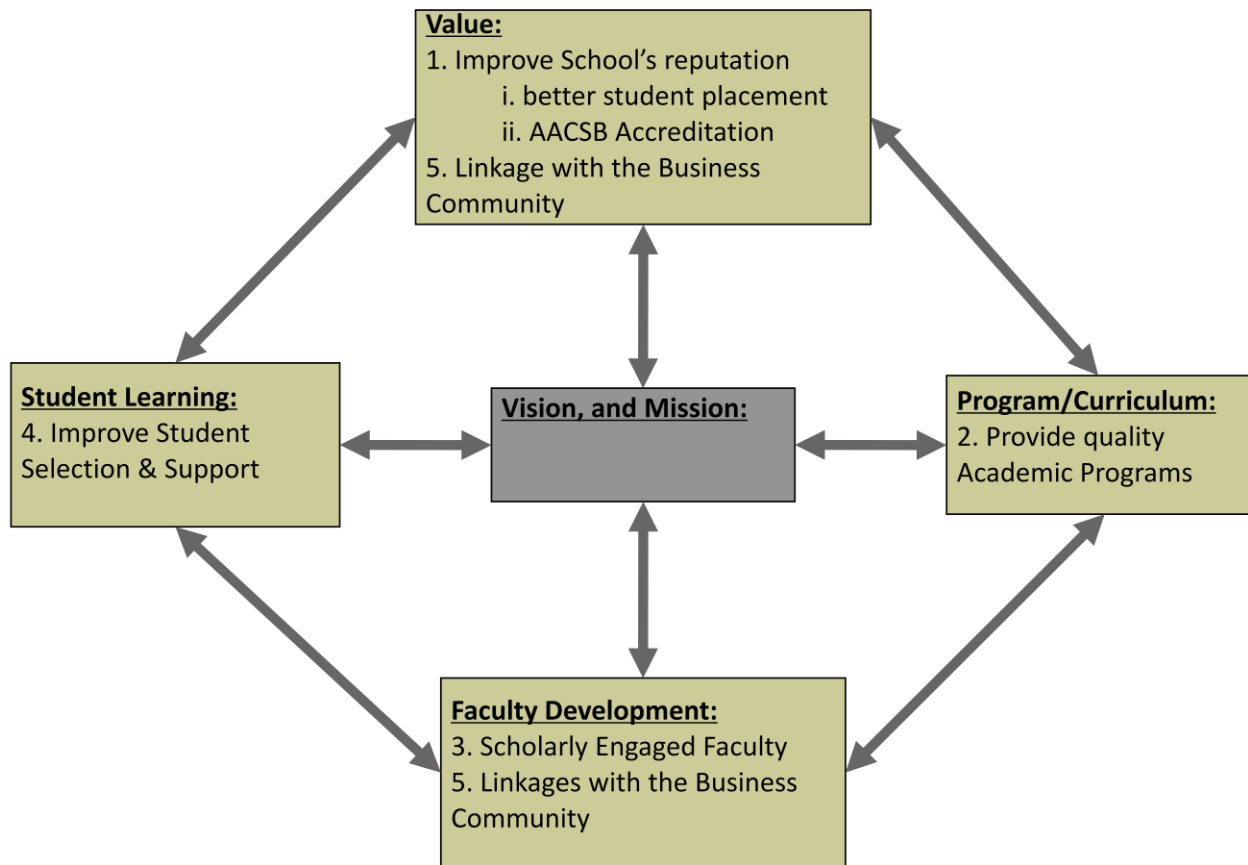 Value:
1. Improve School’s reputation
i. better student placement
ii. AACSB Accreditation
5. Linkage with the Business
Community
Student Learning:
4. Improve Student
Selection & Support
Vision, and Mission:
Program/Curriculum:
2. Provide quality
Academic Programs
Faculty Development:
3. Scholarly Engaged Faculty
5. Linkages with the Business
Community